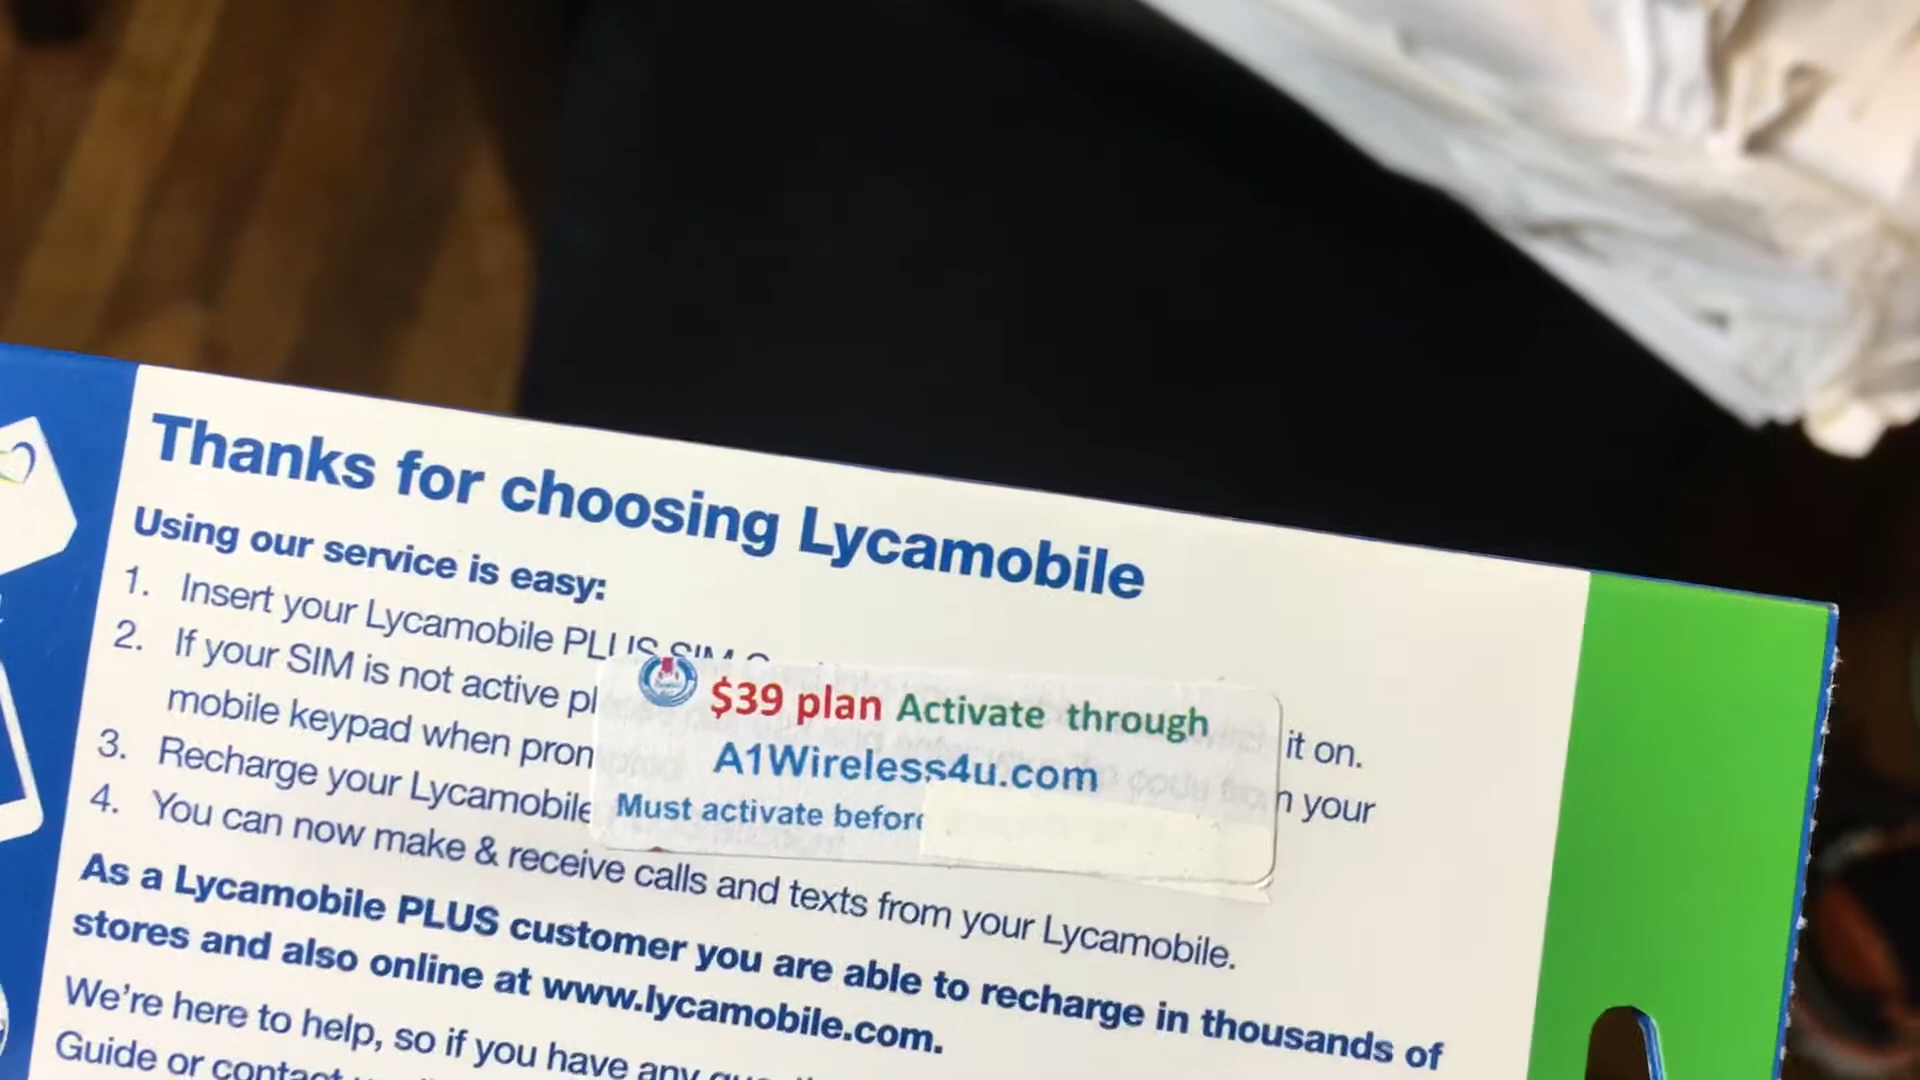 Thanks for choosing Lycamobile
Using our service is easy:
1. Insert your Lycamobile PLUS SIM
it on.
2. If your SIM is not active
your
mobile keypad when
3. Recharge your Lycamobile
4. You can now make & receive calls and texts from your Lycamobile.
$39 plan Activate through
A1Wireless4u.com
Must activate before
As a Lycamobile PLUS customer you are able to recharge in thousands of
stores and also online at www.lycamobile.com.
We're here to help, so if you have any
Guide or contact